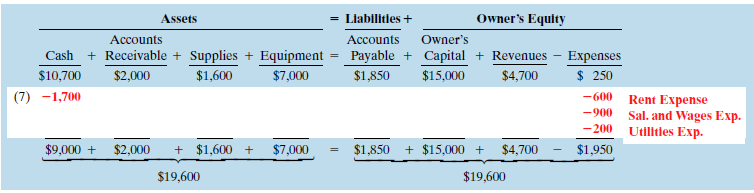 Assets = Liabilities + Owner's Equity
Accounts Accounts Owner's
Cash + Receivable + Supplies + Equipment = Payable + Capital + Revenues − Expenses
$10,700 $2,000 $1,600 $7,000 $1,850 $15,000 $4,700 $ 250
(7) −1,700 −600 Rent Expense
−900 Sal. and Wages Exp.
−200 Utilities Exp.
$9,000 + $2,000 + $1,600 + $7,000 = $1,850 + $15,000 + $4,700 − $1,950
$19,600 $19,600